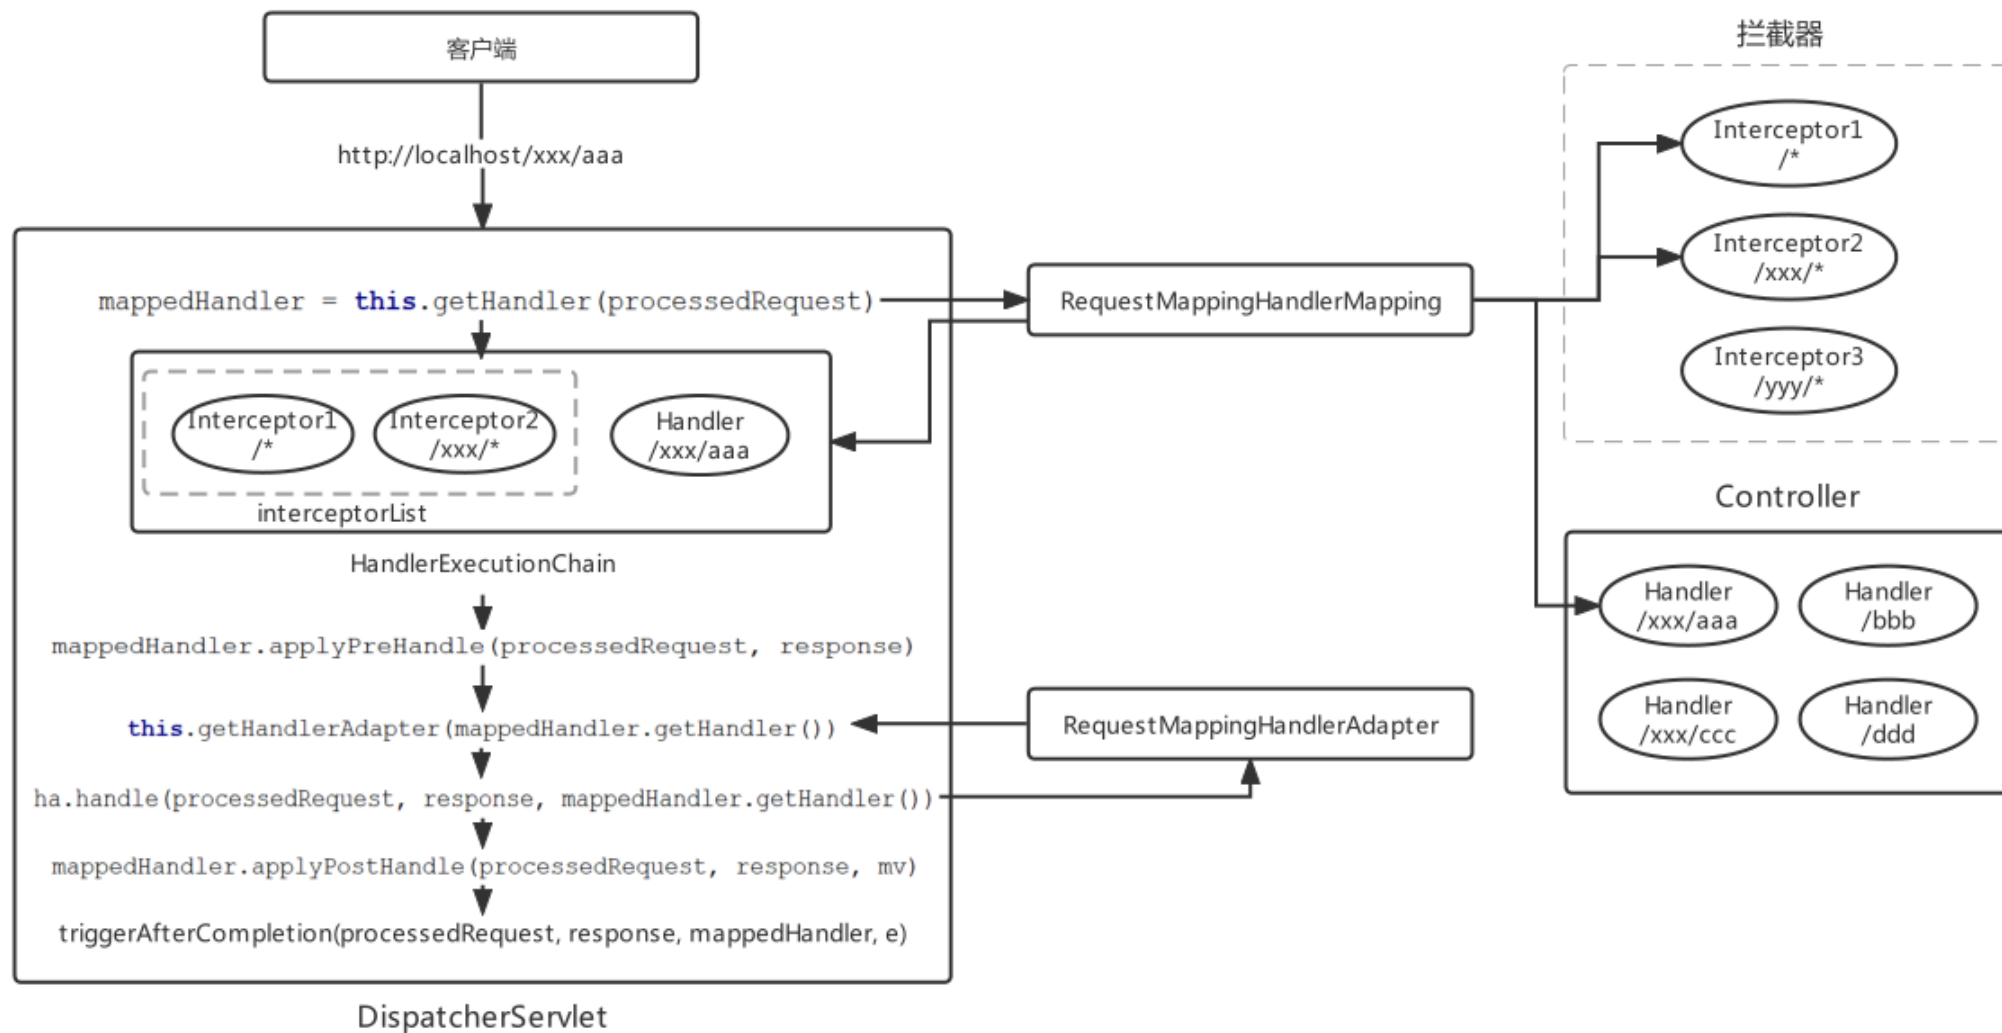 客户端
http://localhost/xxx/aaa
mappedHandler = this.getHandler(processedRequest)
Interceptor1
/*
Interceptor2
/xxx/*
Handler
/xxx/aaa
interceptorList
HandlerExecutionChain
mappedHandler.applyPreHandle(processedRequest, response)
this.getHandlerAdapter(mappedHandler.getHandler())
ha.handle(processedRequest, response, mappedHandler.getHandler())
mappedHandler.applyPostHandle(processedRequest, response, mv)
triggerAfterCompletion(processedRequest, response, mappedHandler, e)
DispatcherServlet
RequestMappingHandlerMapping
RequestMappingHandlerAdapter
拦截器
Interceptor1
/*
Interceptor2
/xxx/*
Interceptor3
/yyy/*
Controller
Handler
/xxx/aaa
Handler
/bbb
Handler
/xxx/ccc
Handler
/ddd